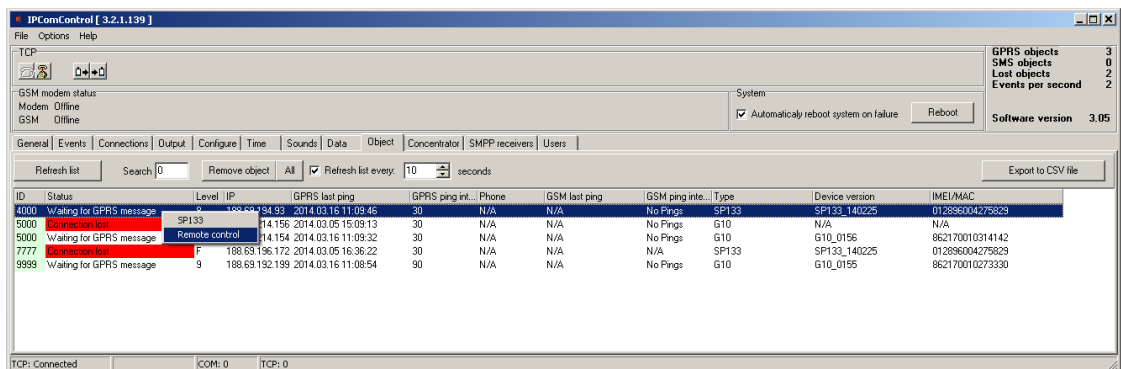 IPComControl [ 3.2.1.139 ]
File Options Help
TCP
GPRS objects 3
SMS objects 0
Lost objects 2
Events per second 2
Software version 3.05
GSM modem status
Modem Offline
GSM Offline
System
Automaticaly reboot system on failure Reboot
General Events Connections Output Configure Time Sounds Data Object Concentrator SMPP receivers Users
Refresh list Search 0 Remove object All Refresh list every: 10 seconds Export to CSV file
ID Status Level IP GPRS last ping GPRS ping int... Phone GSM last ping GSM ping inte... Type Device version IMEI/MAC
4000 Waiting for GPRS message 194.93 2014.03.16 11:09:46 30 N/A N/A No Pings SP133 SP133_140225 012896004275829
SP133
5000 Connection lost 14.156 2014.03.05 15:09:13 30 N/A N/A No Pings G10 N/A N/A
Remote control
5000 Waiting for GPRS message 14.154 2014.03.16 11:09:32 30 N/A N/A No Pings G10 G10_0156 862170010314142
7777 Connection lost F 188.69.196.172 2014.03.05 16:36:22 30 N/A N/A N/A SP133 SP133_140225 012896004275829
9999 Waiting for GPRS message 9 188.69.192.199 2014.03.16 11:08:54 90 N/A N/A No Pings G10 G10_0155 862170010273330
TCP: Connected COM: 0 TCP: 0